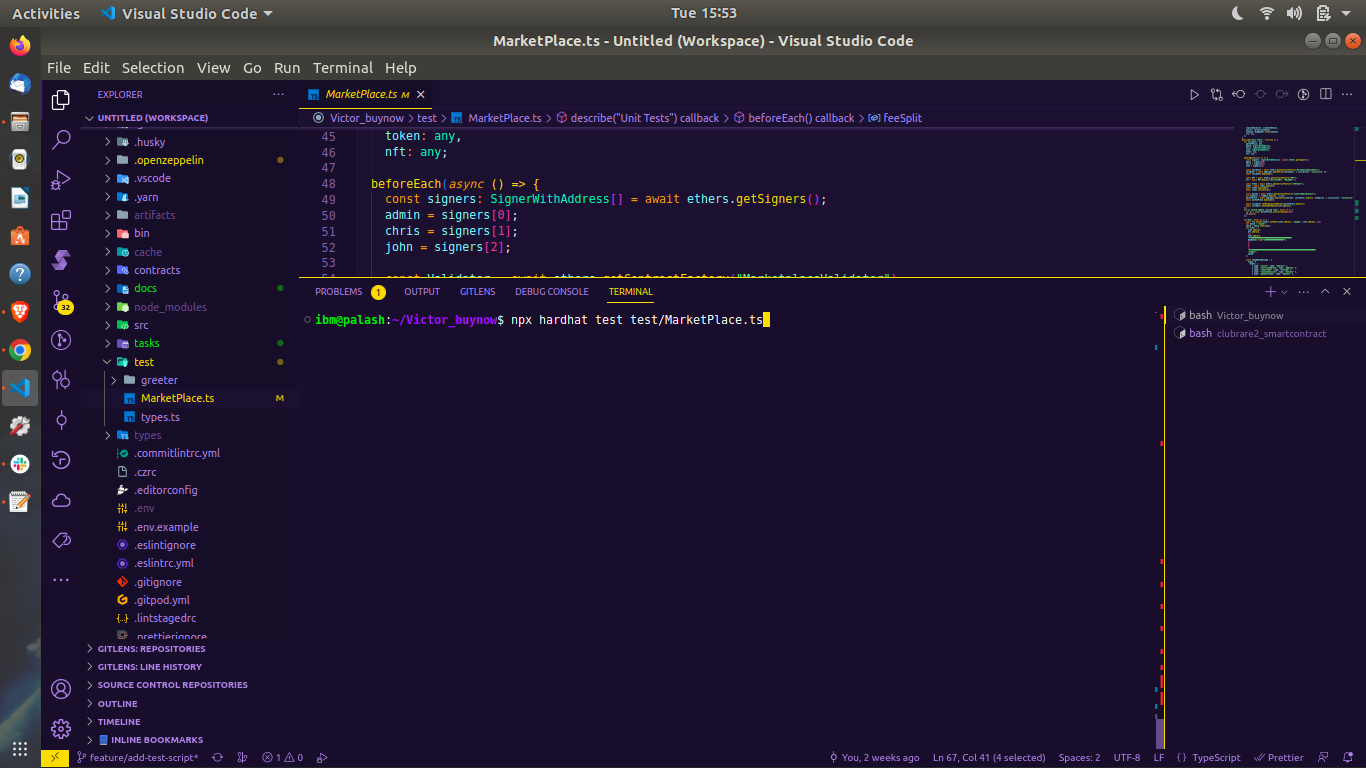 Activities Visual Studio Code Tue 15:53
MarketPlace.ts - Untitled (Workspace) - Visual Studio Code
File Edit Selection View Go Run Terminal Help
EXPLORER
UNTITLED (WORKSPACE)
.husky
.openzeppelin
.vscode
.yarn
artifacts
bin
cache
contracts
docs
node_modules
src
tasks
test
greeter
MarketPlace.ts M
types.ts
types
.commitlintrc.yml
.czrc
.editorconfig
.env
.env.example
.eslintignore
.eslintrc.yml
.gitignore
.gitpod.yml
.lintstagedrc
.prettierignore
GITLENS: REPOSITORIES
GITLENS: LINE HISTORY
SOURCE CONTROL REPOSITORIES
OUTLINE
TIMELINE
INLINE BOOKMARKS
32
MarketPlace.ts M
Victor_buynow > test > MarketPlace.ts > describe("Unit Tests") callback > beforeEach() callback > feeSplit
45 token: any,
46 nft: any;
47
48 beforeEach(async () => {
49 const signers: SignerWithAddress[] = await ethers.getSigners();
50 admin = signers[0];
51 chris = signers[1];
52 john = signers[2];
53
54 const Validator = await ethers.getContractFactory("MarketplaceValidator")
PROBLEMS 1 OUTPUT GITLENS DEBUG CONSOLE TERMINAL
ibm@palash:~/Victor_buynow$ npx hardhat test test/MarketPlace.ts
bash Victor_buynow
bash clubrare2_smartcontract
feature/add-test-script* 1 0 You, 2 weeks ago Ln 67, Col 41 (4 selected) Spaces: 2 UTF-8 LF { } TypeScript Prettier